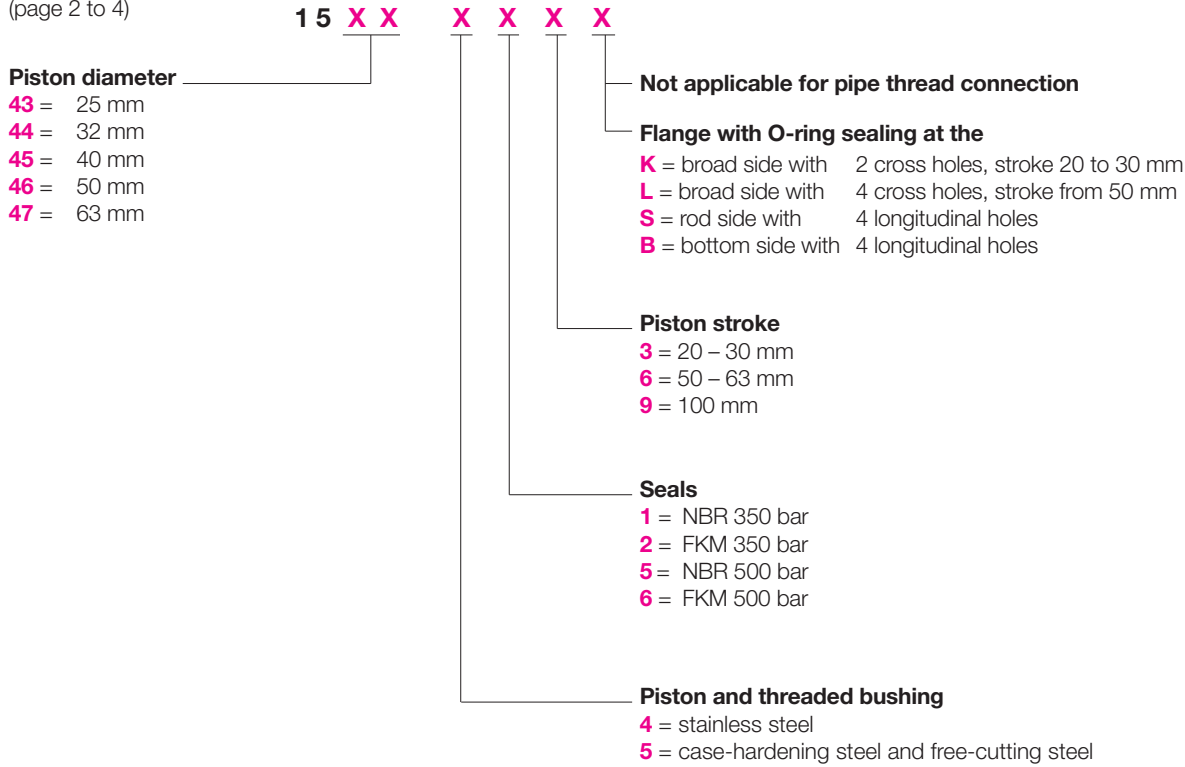 (page 2 to 4)
1 5 X X X X X X
Piston diameter
43 = 25 mm
44 = 32 mm
45 = 40 mm
46 = 50 mm
47 = 63 mm
Not applicable for pipe thread connection
Flange with O-ring sealing at the
K = broad side with 2 cross holes, stroke 20 to 30 mm
L = broad side with 4 cross holes, stroke from 50 mm
S = rod side with 4 longitudinal holes
B = bottom side with 4 longitudinal holes
Piston stroke
3 = 20 – 30 mm
6 = 50 – 63 mm
9 = 100 mm
Seals
1 = NBR 350 bar
2 = FKM 350 bar
5 = NBR 500 bar
6 = FKM 500 bar
Piston and threaded bushing
4 = stainless steel
5 = case-hardening steel and free-cutting steel